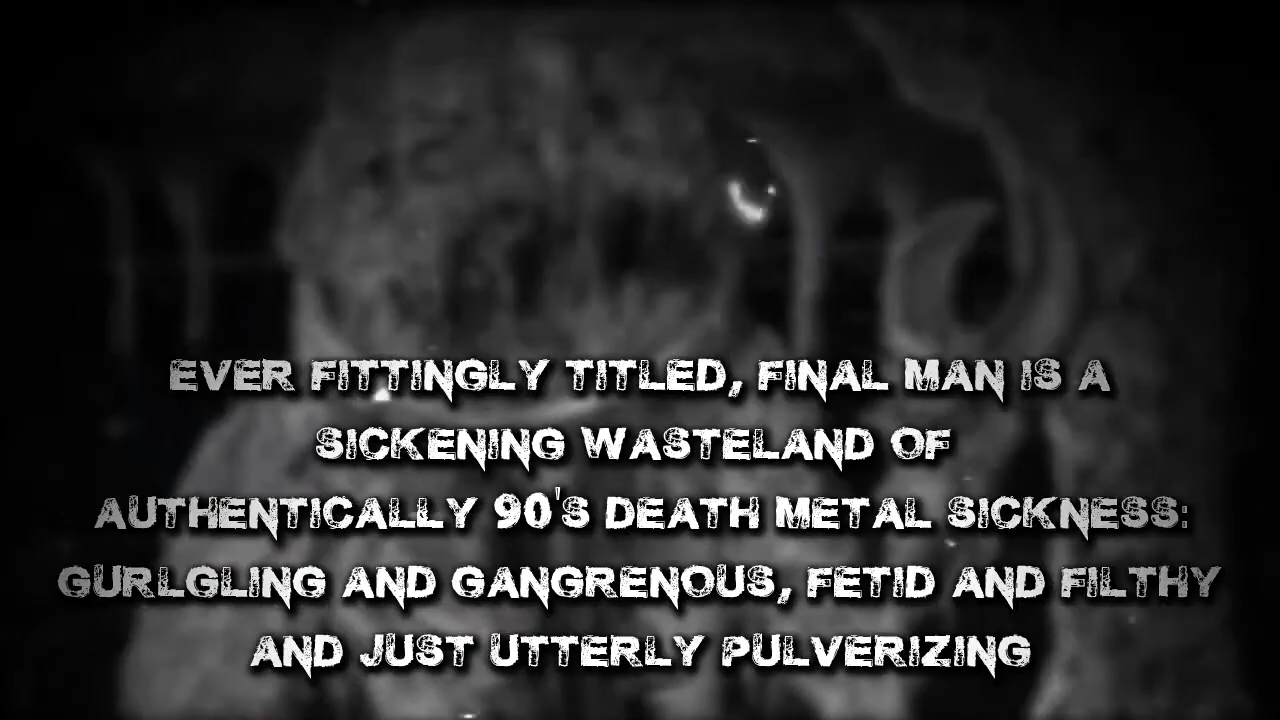 EVER FITTINGLY TITLED, FINAL MAN IS A
SICKENING WASTELAND OF
AUTHENTICALLY 90'S DEATH METAL SICKNESS:
GURLGLING AND GANGRENOUS, FETID AND FILTHY
AND JUST UTTERLY PULVERIZING